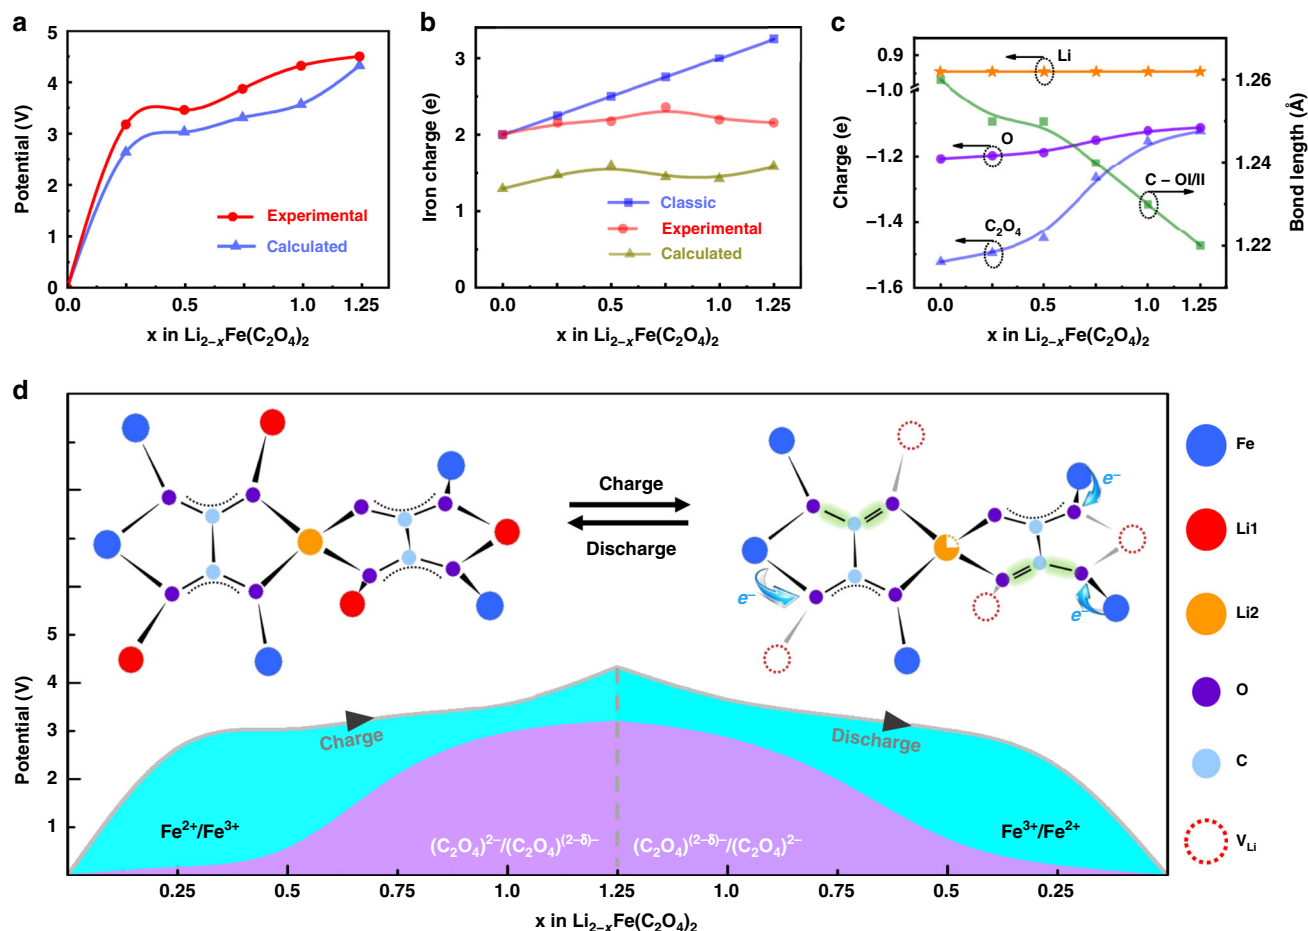 a
5
4
3
2
1
0
Potential (V)
Experimental
Calculated
0.0
0.25
0.5
0.75
1.0
1.25
x in Li₂₋ₓFe(C₂O₄)₂
b
3
2
1
0
Iron charge (e)
Classic
Experimental
Calculated
0.0
0.25
0.5
0.75
1.0
1.25
x in Li₂₋ₓFe(C₂O₄)₂
c
0.9
−1.0
−1.2
−1.5
−1.6
Charge (e)
Li
O
C₂O₄
C – OI/II
1.26
1.24
1.22
Bond length (Å)
0.0
0.25
0.5
0.75
1.0
1.25
x in Li₂₋ₓFe(C₂O₄)₂
d
Charge
Discharge
e⁻
e⁻
e⁻
Fe
Li1
Li2
O
C
V_Li
5
4
3
2
1
Potential (V)
Charge
Discharge
Fe²⁺/Fe³⁺
(C₂O₄)²⁻/(C₂O₄)⁽²⁻ᵟ⁾⁻
(C₂O₄)⁽²⁻ᵟ⁾⁻/(C₂O₄)²⁻
Fe³⁺/Fe²⁺
0.25
0.5
0.75
1.0
1.25
1.0
0.75
0.5
0.25
x in Li₂₋ₓFe(C₂O₄)₂